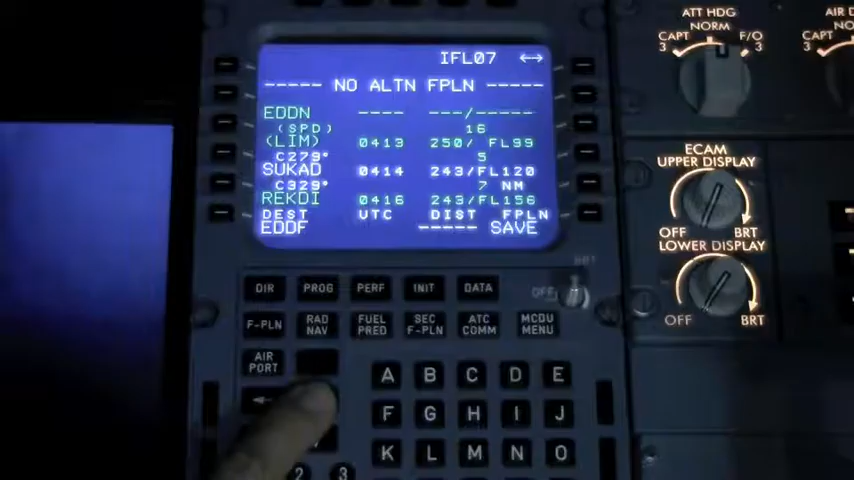 IFL07 ↔
----- NO ALTN FPLN -----
EDDN ---- ---/-----
(SPD) 16
(LIM) 0413 250/ FL99
C279° 5
SUKAD 0414 243/FL120
C329° 7 NM
REKDI 0416 243/FL156
DEST UTC DIST FPLN
EDDF ----- SAVE
BRT
OFF
DIR PROG PERF INIT DATA
F-PLN RAD NAV FUEL PRED SEC F-PLN ATC COMM MCDU MENU
AIR PORT
←
A B C D E
F G H I J
K L M N O
2 3
ATT HDG
NORM
CAPT 3 F/O 3
AIR D
CAPT 3
ECAM
UPPER DISPLAY
OFF BRT
LOWER DISPLAY
OFF BRT